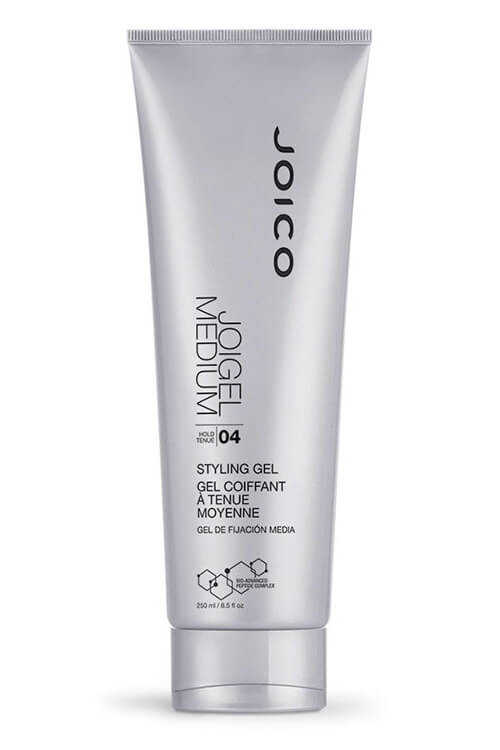 JOICO
JOIGEL
MEDIUM
HOLD
TENUE
04
STYLING GEL
GEL COIFFANT
À TENUE
MOYENNE
GEL DE FIJACIÓN MEDIA
BIO-ADVANCED
PEPTIDE COMPLEX
250 ml / 8.5 fl oz